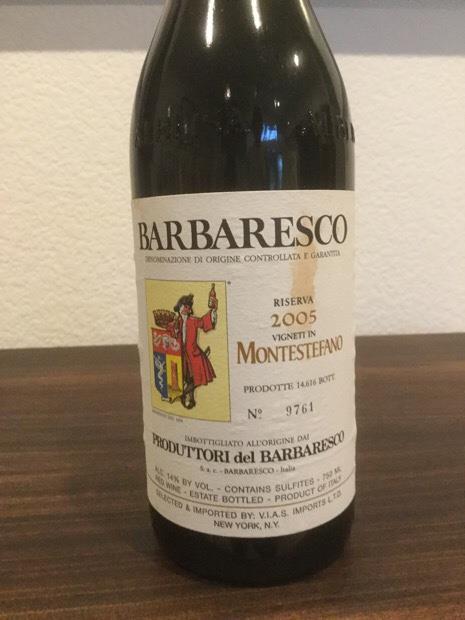 BARBARESCO
DENOMINAZIONE DI ORIGINE CONTROLLATA E GARANTITA
RISERVA
2005
VIGNETI IN
MONTESTEFANO
PRODOTTE 14.616 BOTT
Nº 9761
IMBOTTIGLIATO ALL'ORIGINE DAI
PRODUTTORI del BARBARESCO
S. a. c. - BARBARESCO - Italia
ALC. 14% BY VOL. - CONTAINS SULFITES - 750 ML
RED WINE - ESTATE BOTTLED - PRODUCT OF ITALY
SELECTED & IMPORTED BY: V.I.A.S. IMPORTS L.T.D.
NEW YORK, N.Y.